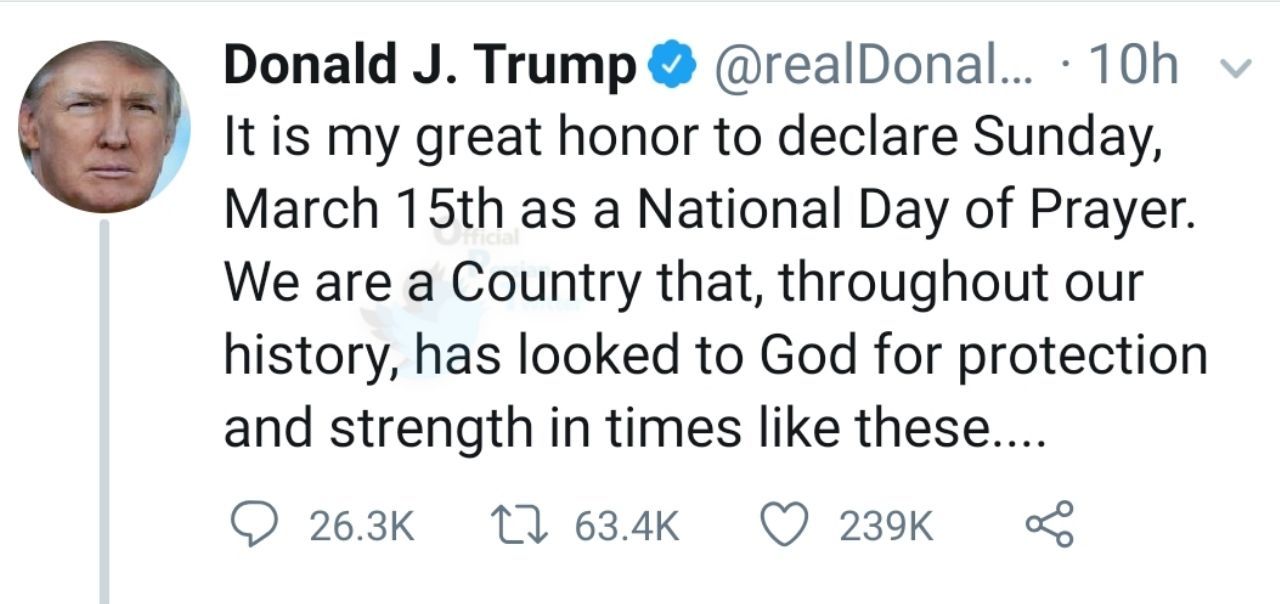 Donald J. Trump @realDonal... · 10h
It is my great honor to declare Sunday,
March 15th as a National Day of Prayer.
We are a Country that, throughout our
history, has looked to God for protection
and strength in times like these....
Official
26.3K 63.4K 239K